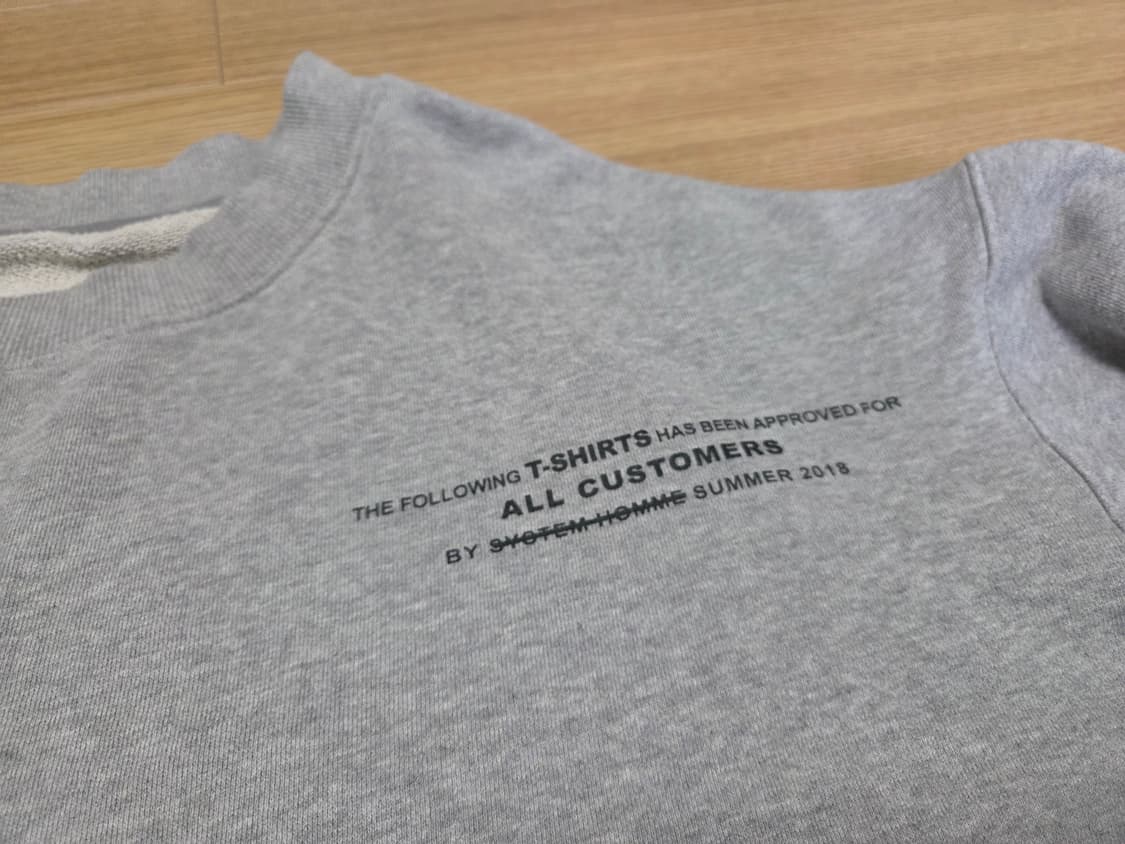 THE FOLLOWING T-SHIRTS HAS BEEN APPROVED FOR
ALL CUSTOMERS
BY SYSTEM HOMME SUMMER 2018